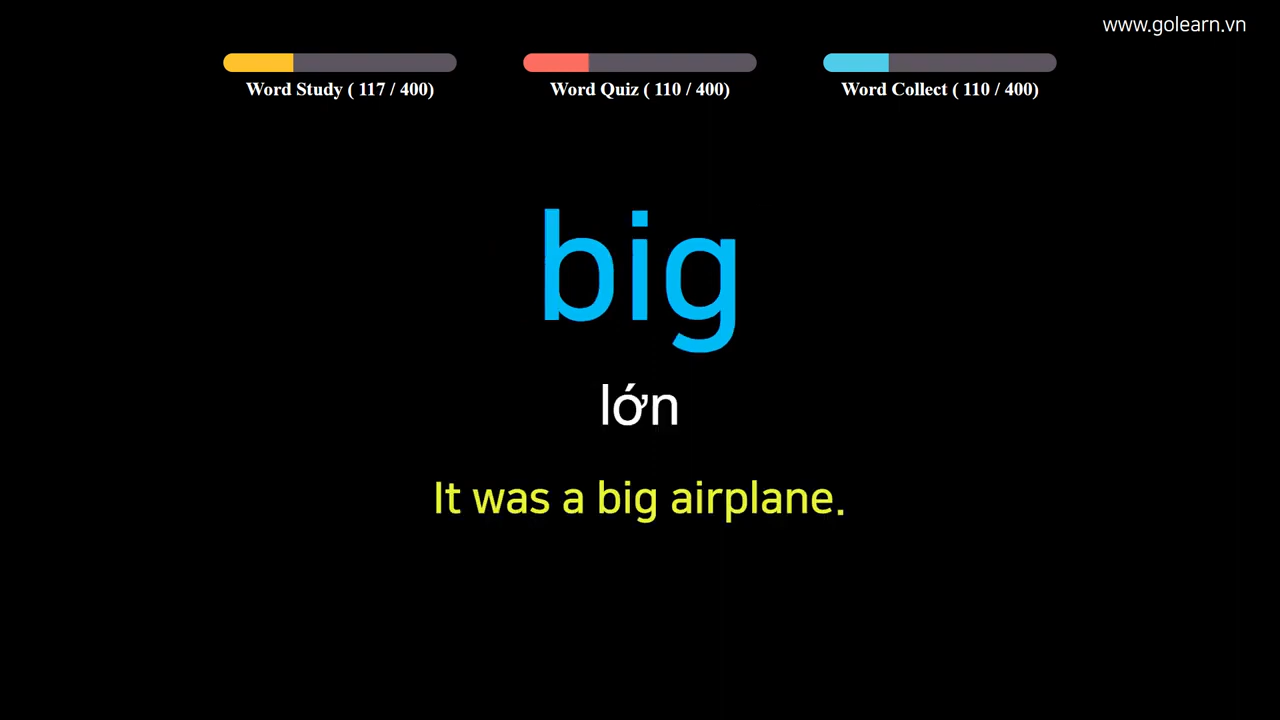 www.golearn.vn
Word Study ( 117 / 400)
Word Quiz ( 110 / 400)
Word Collect ( 110 / 400)
big
lớn
It was a big airplane.